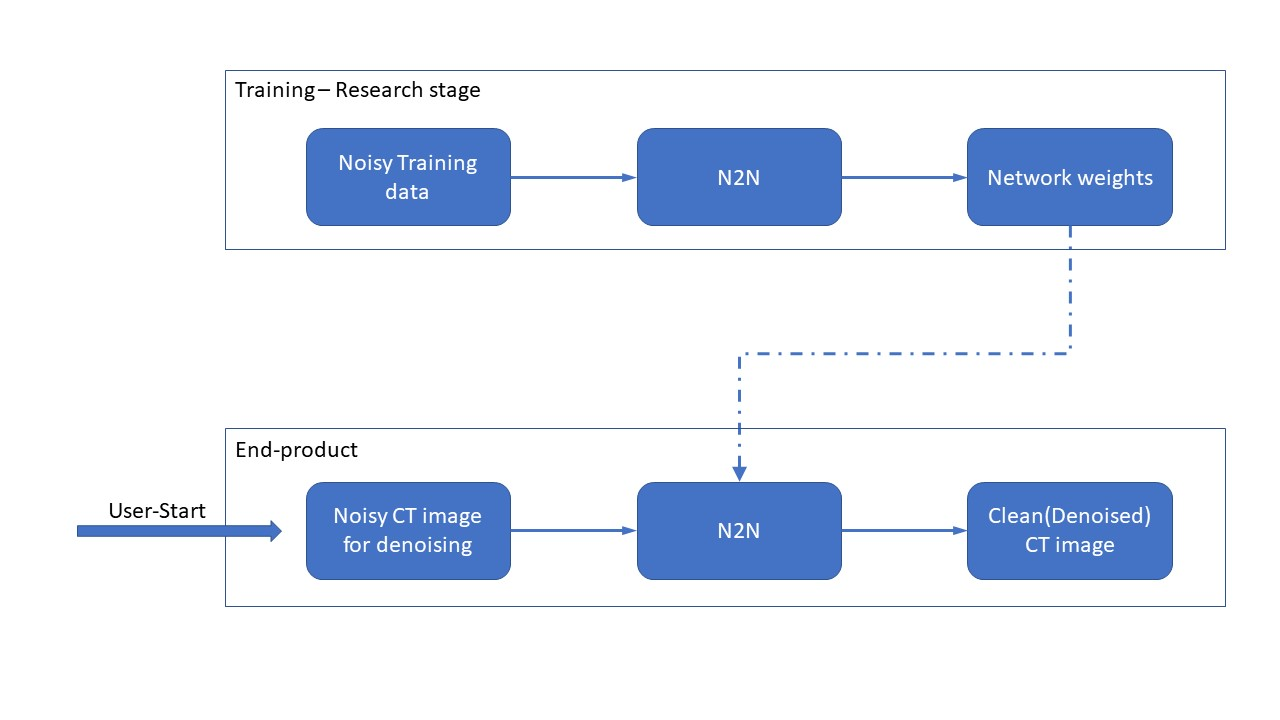 Training – Research stage
Noisy Training
data
N2N
Network weights
End-product
User-Start
Noisy CT image
for denoising
N2N
Clean(Denoised)
CT image